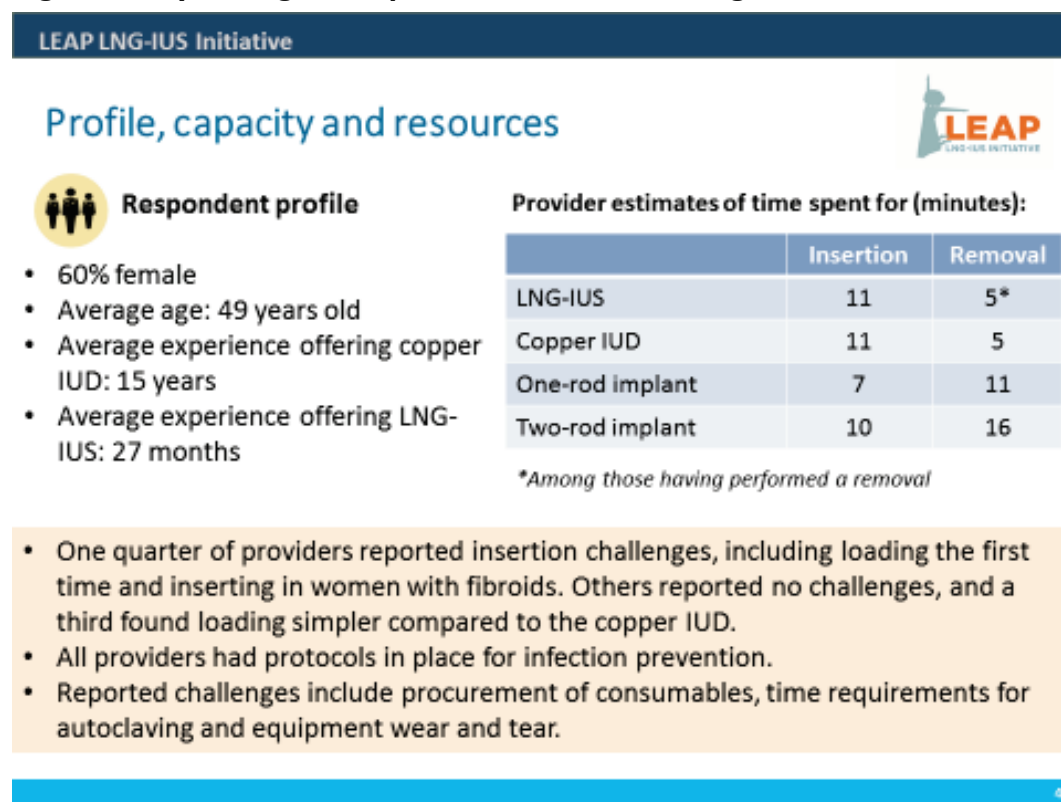 LEAP LNG-IUS Initiative
Profile, capacity and resources
LEAP
LNG-IUS INITIATIVE
Respondent profile
• 60% female
• Average age: 49 years old
• Average experience offering copper
IUD: 15 years
• Average experience offering LNG-
IUS: 27 months
Provider estimates of time spent for (minutes):
Insertion Removal
LNG-IUS 11 5*
Copper IUD 11 5
One-rod implant 7 11
Two-rod implant 10 16
*Among those having performed a removal
• One quarter of providers reported insertion challenges, including loading the first
time and inserting in women with fibroids. Others reported no challenges, and a
third found loading simpler compared to the copper IUD.
• All providers had protocols in place for infection prevention.
• Reported challenges include procurement of consumables, time requirements for
autoclaving and equipment wear and tear.